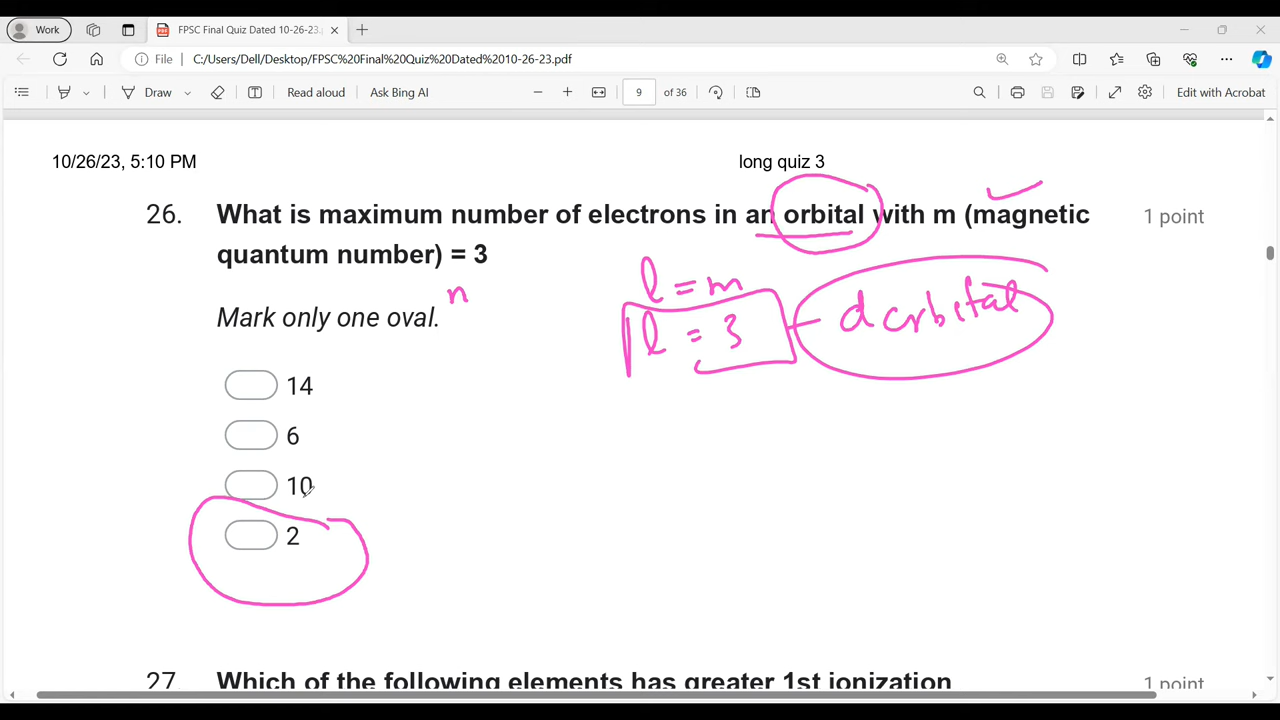 Work
FPSC Final Quiz Dated 10-26-23.
File
C:/Users/Dell/Desktop/FPSC%20Final%20Quiz%20Dated%2010-26-23.pdf
Draw
Read aloud
Ask Bing AI
9
of 36
Edit with Acrobat
10/26/23, 5:10 PM
long quiz 3
26.
What is maximum number of electrons in an orbital with m (magnetic
1 point
quantum number) = 3
l = m
n
Mark only one oval.
l = 3
d orbital
14
6
10
2
27.
Which of the following elements has greater 1st ionization
1 point